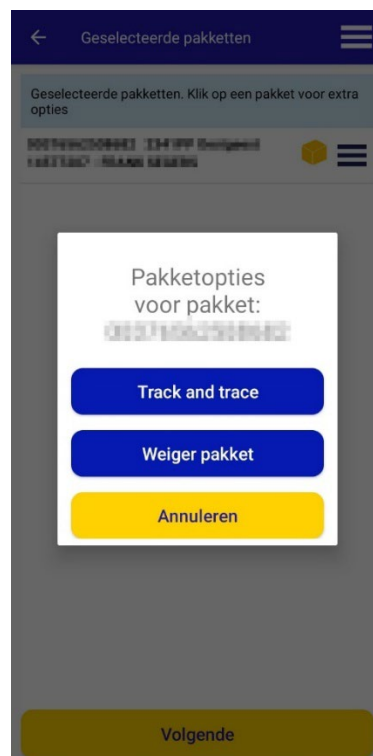 Geselecteerde pakketten
Geselecteerde pakketten. Klik op een pakket voor extra
opties
Pakketopties
voor pakket:
Track and trace
Weiger pakket
Annuleren
Volgende